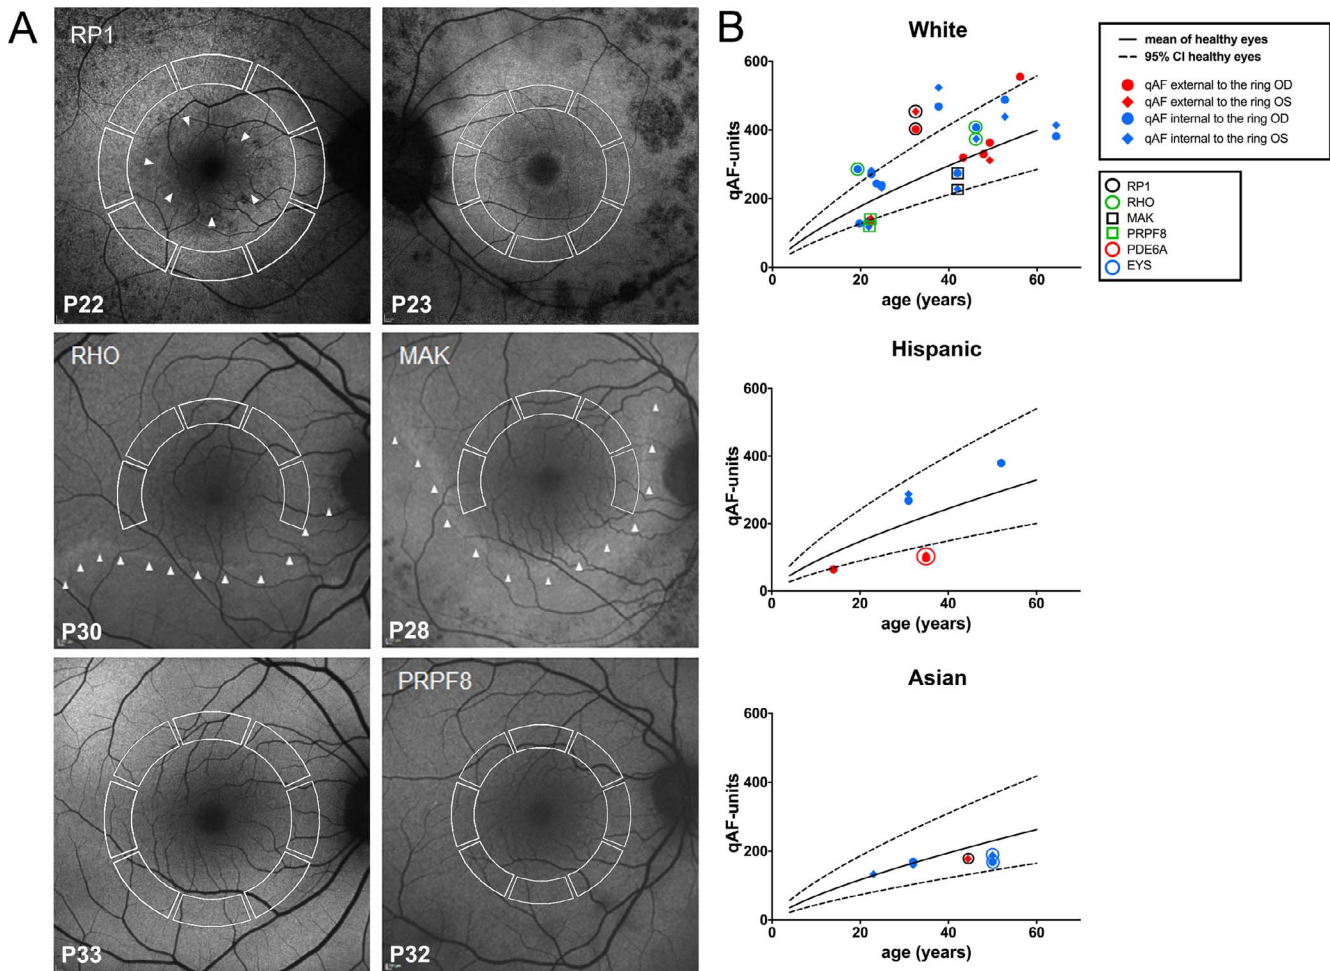 A
RP1
P22
P23
RHO
P30
MAK
P28
P33
PRPF8
P32
B
White
600
400
200
0
0 20 40 60
qAF-units
age (years)
mean of healthy eyes
95% CI healthy eyes
qAF external to the ring OD
qAF external to the ring OS
qAF internal to the ring OD
qAF internal to the ring OS
RP1
RHO
MAK
PRPF8
PDE6A
EYS
Hispanic
600
400
200
0
0 20 40 60
qAF-units
age (years)
Asian
600
400
200
0
0 20 40 60
qAF-units
age (years)